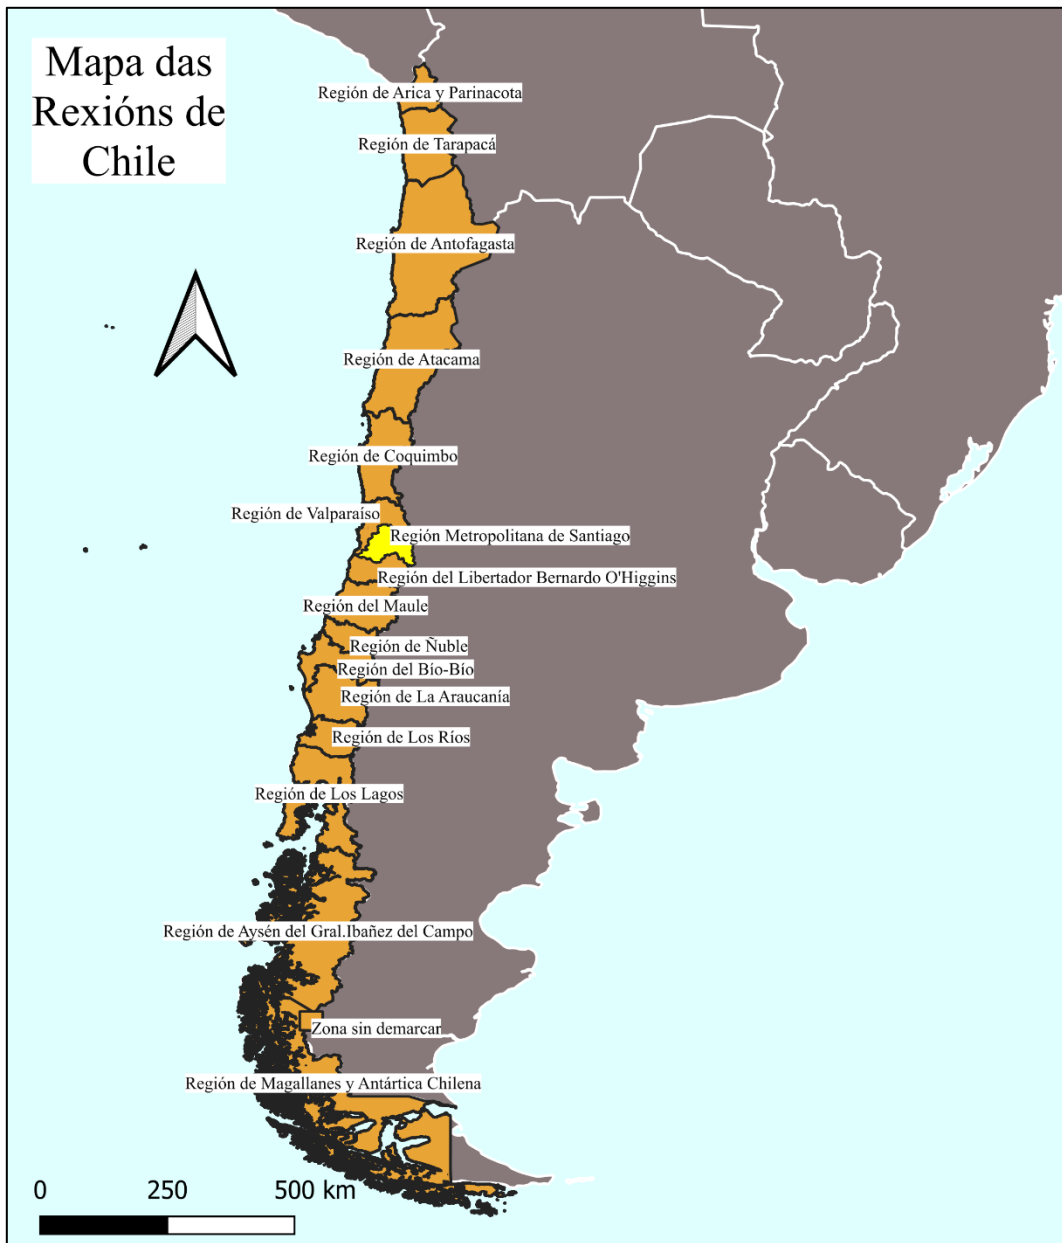 Mapa das
Rexións de
Chile
Región de Arica y Parinacota
Región de Tarapacá
Región de Antofagasta
Región de Atacama
Región de Coquimbo
Región de Valparaíso
Región Metropolitana de Santiago
Región del Libertador Bernardo O'Higgins
Región del Maule
Región de Ñuble
Región del Bío-Bío
Región de La Araucanía
Región de Los Ríos
Región de Los Lagos
Región de Aysén del Gral.Ibañez del Campo
Zona sin demarcar
Región de Magallanes y Antártica Chilena
0 250 500 km